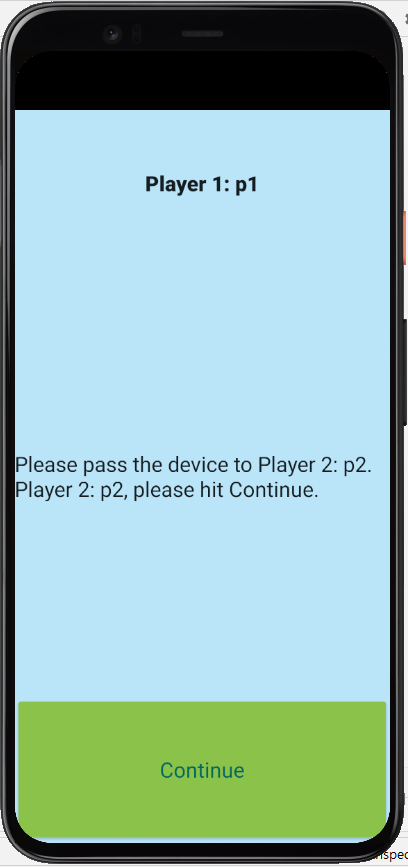 Player 1: p1
Please pass the device to Player 2: p2.
Player 2: p2, please hit Continue.
Continue